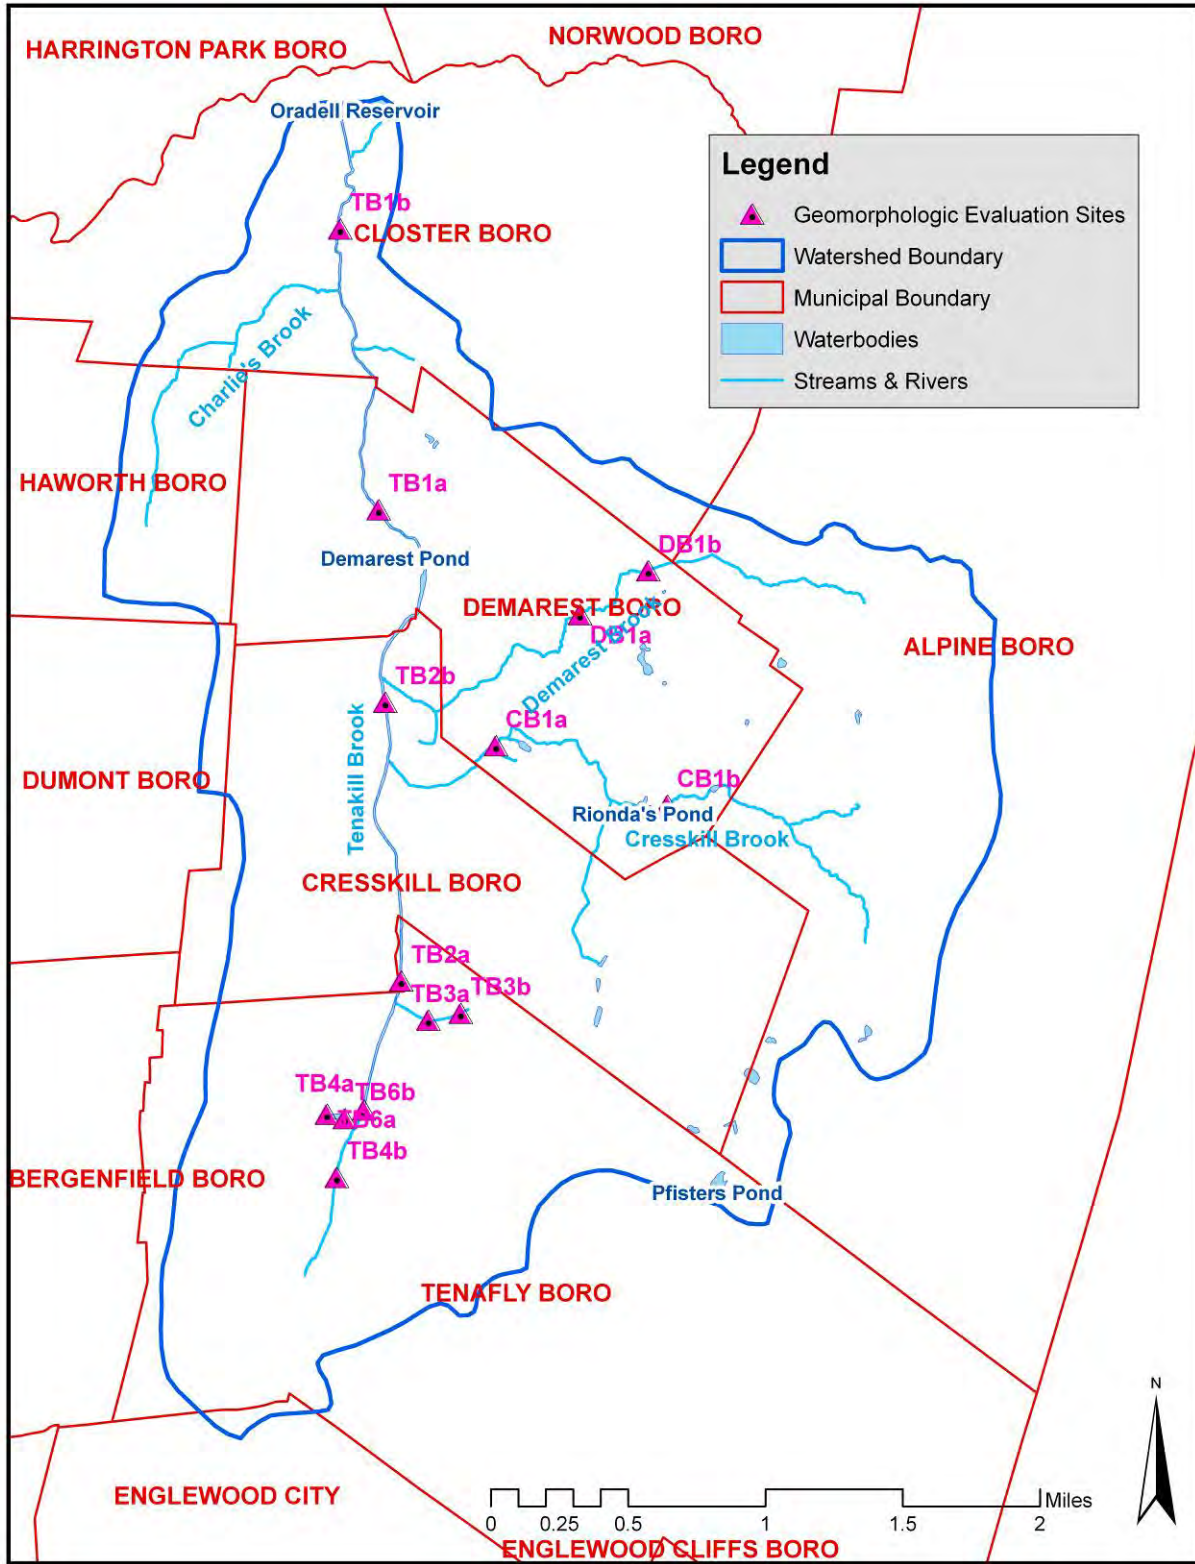 NORWOOD BORO
HARRINGTON PARK BORO
Oradell Reservoir
Legend
Geomorphologic Evaluation Sites
Watershed Boundary
Municipal Boundary
Waterbodies
Streams & Rivers
TB1b
CLOSTER BORO
Charlie's Brook
HAWORTH BORO
TB1a
Demarest Pond
DB1b
DEMAREST BORO
DB1a
Demarest Brook
ALPINE BORO
TB2b
CB1a
Tenakill Brook
DUMONT BORO
CB1b
Rionda's Pond
Cresskill Brook
CRESSKILL BORO
TB2a
TB3a
TB3b
TB4a
TB6b
TB6a
TB4b
BERGENFIELD BORO
Pfisters Pond
TENAFLY BORO
N
ENGLEWOOD CITY
Miles
0 0.25 0.5 1 1.5 2
ENGLEWOOD CLIFFS BORO